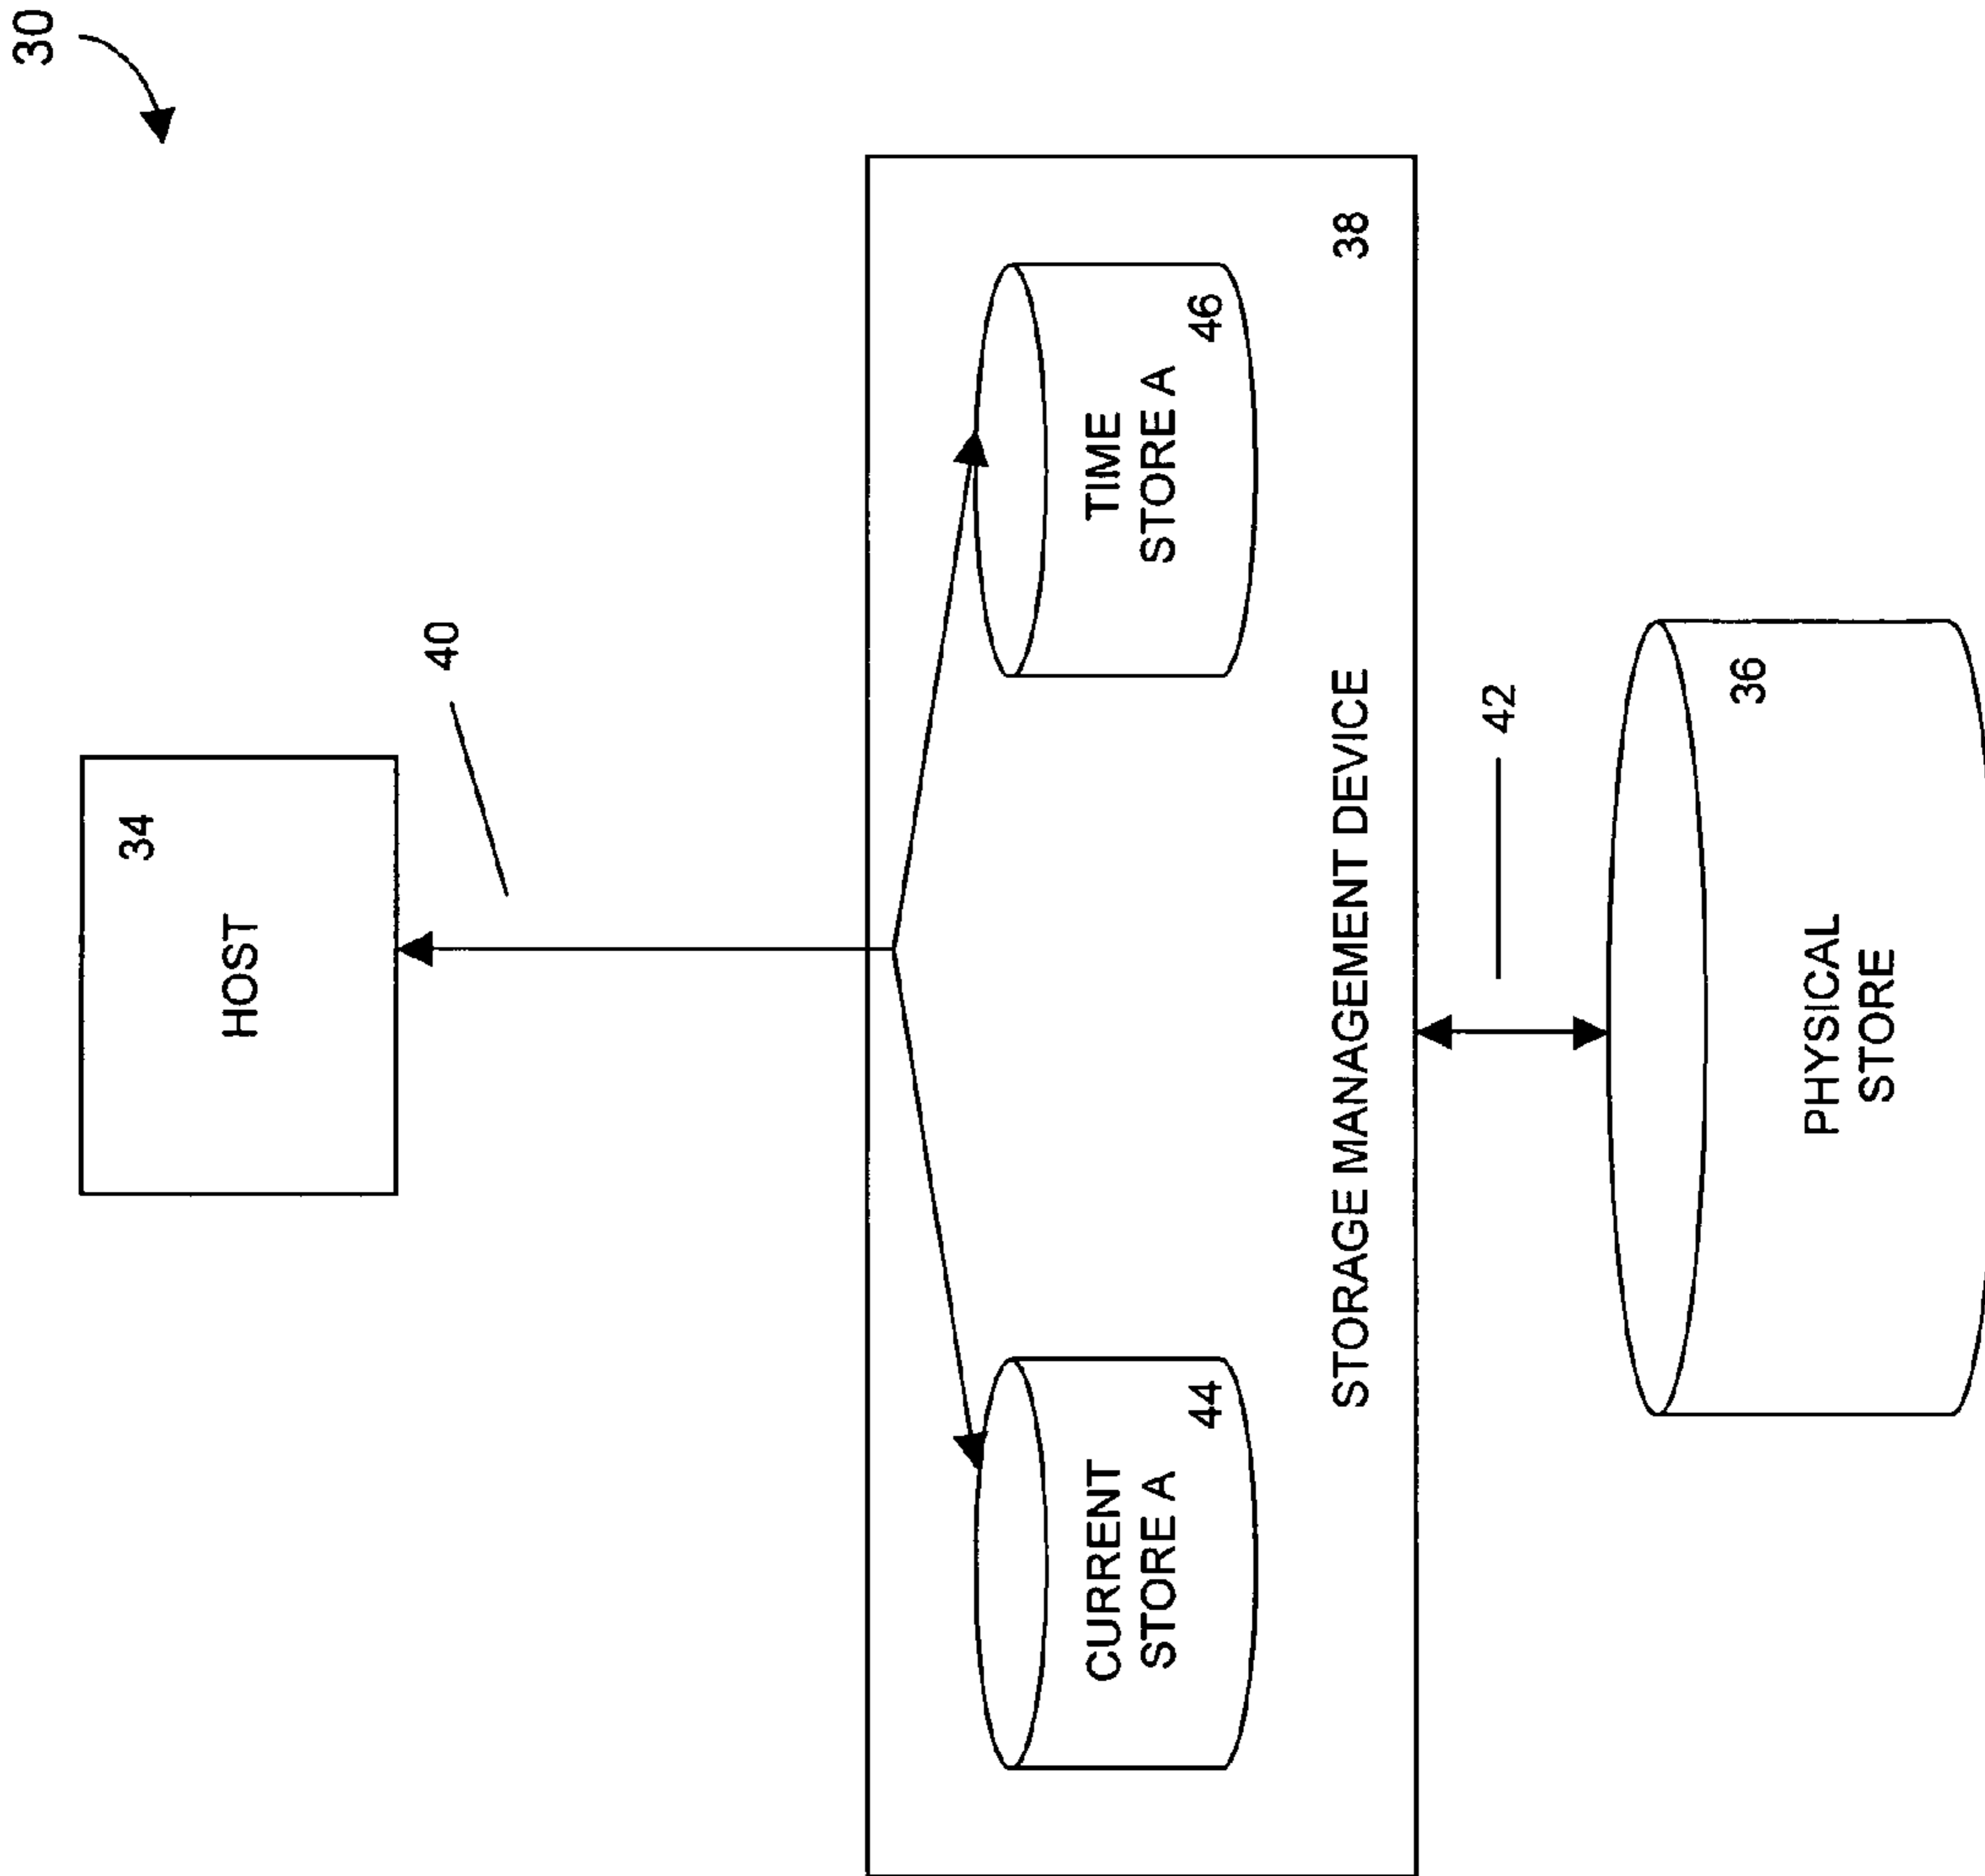 30
34
HOST
40
CURRENT
STORE A
44
TIME
STORE A
46
STORAGE MANAGEMENT DEVICE
38
42
36
PHYSICAL
STORE